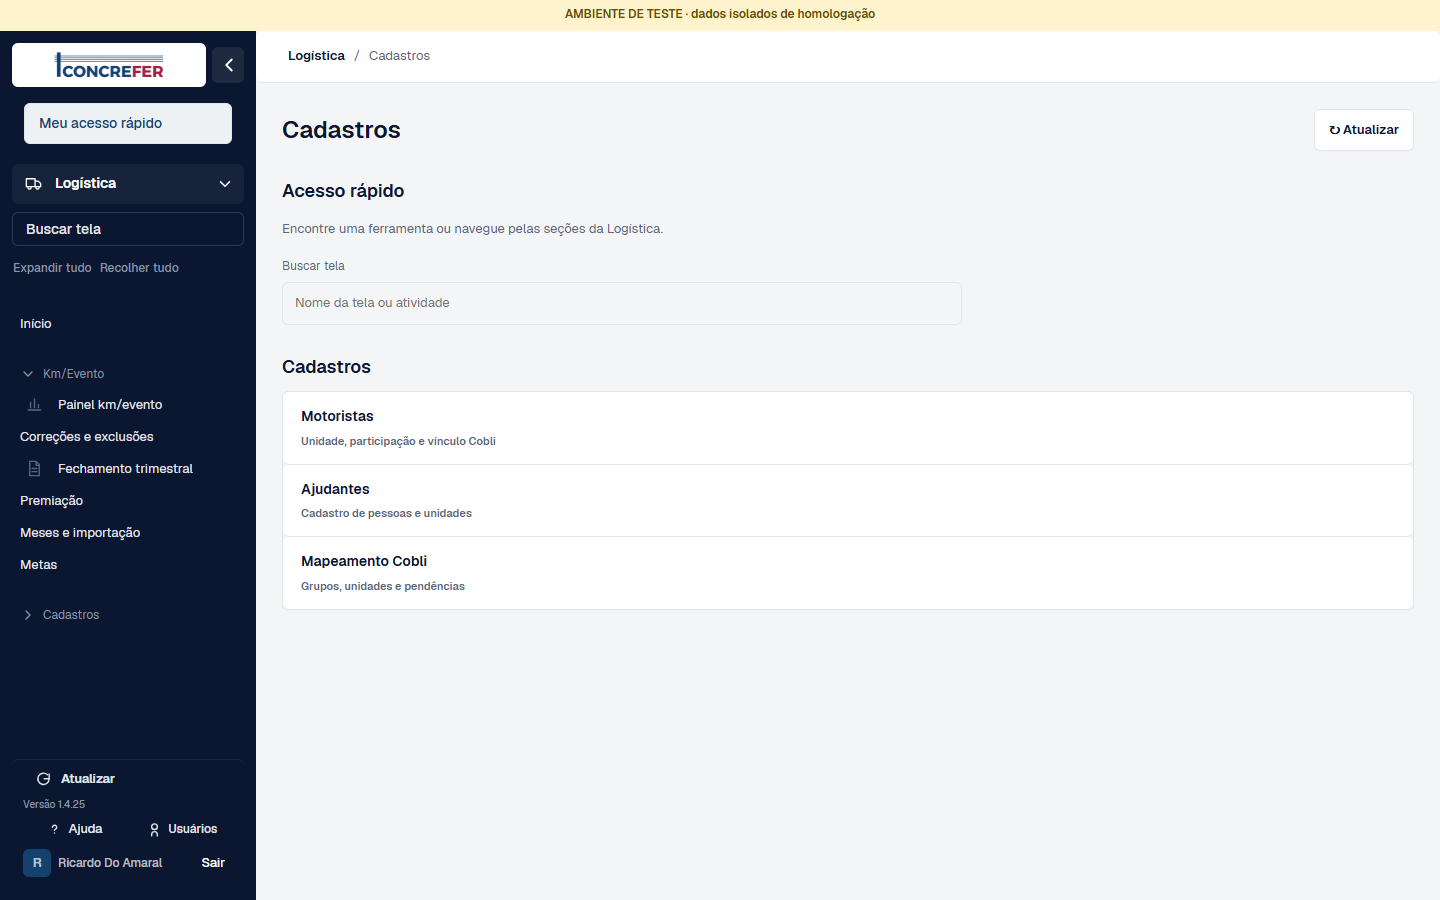 AMBIENTE DE TESTE · dados isolados de homologação
CONCREFER
Meu acesso rápido
Logística
Buscar tela
Expandir tudo Recolher tudo
Início
Km/Evento
Painel km/evento
Correções e exclusões
Fechamento trimestral
Premiação
Meses e importação
Metas
Cadastros
Atualizar
Versão 1.4.25
? Ajuda Usuários
R Ricardo Do Amaral Sair
Logística / Cadastros
Cadastros
↻ Atualizar
Acesso rápido
Encontre uma ferramenta ou navegue pelas seções da Logística.
Buscar tela
Nome da tela ou atividade
Cadastros
Motoristas
Unidade, participação e vínculo Cobli
Ajudantes
Cadastro de pessoas e unidades
Mapeamento Cobli
Grupos, unidades e pendências